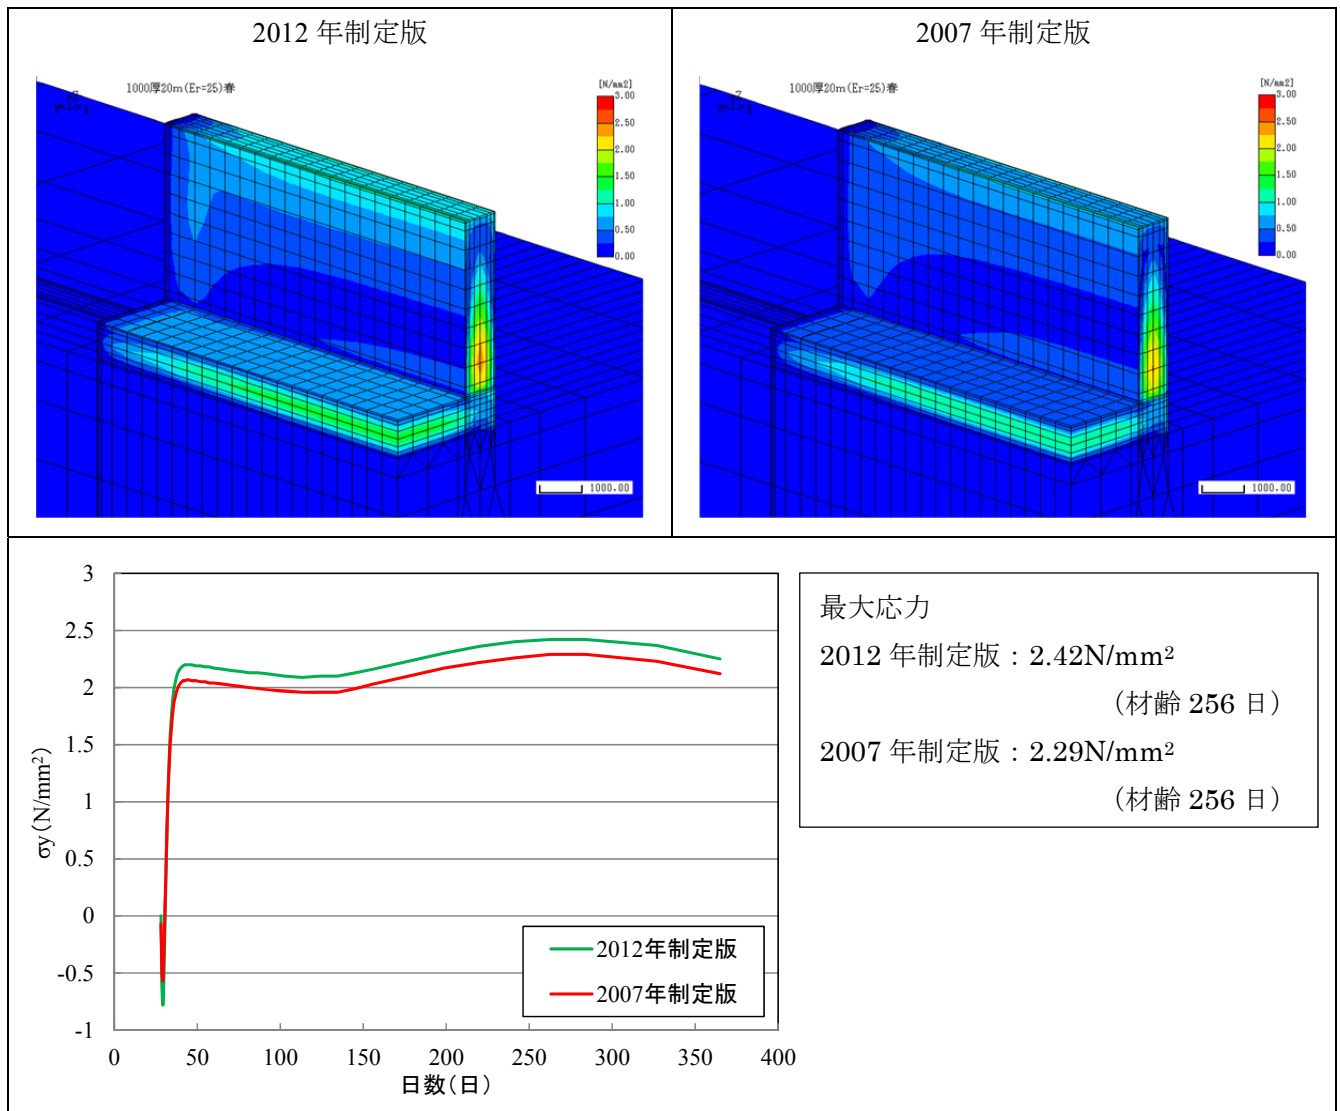 2012 年制定版
2007 年制定版
1000厚20m(Er=25)春
[N/mm2]
3.00
2.50
2.00
1.50
1.00
0.50
0.00
Z
Y
X
1000.00
1000厚20m(Er=25)春
[N/mm2]
3.00
2.50
2.00
1.50
1.00
0.50
0.00
Z
Y
X
1000.00
3
2.5
2
1.5
1
0.5
0
-0.5
-1
σy(N/mm²)
0 50 100 150 200 250 300 350 400
日数(日)
2012年制定版
2007年制定版
最大応力
2012 年制定版：2.42N/mm²
（材齢 256 日）
2007 年制定版：2.29N/mm²
（材齢 256 日）